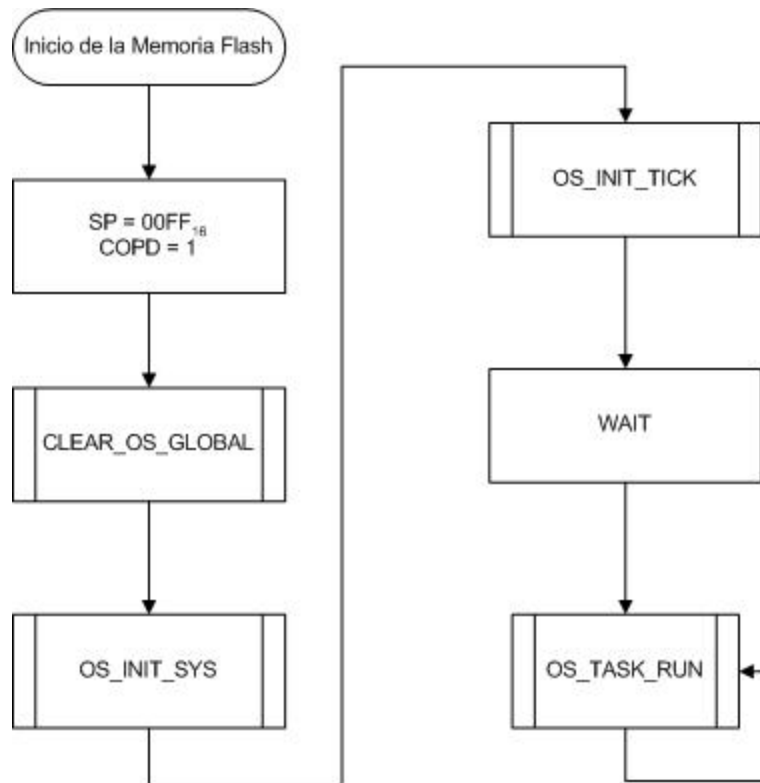 Inicio de la Memoria Flash
SP = 00FF₁₆
COPD = 1
CLEAR_OS_GLOBAL
OS_INIT_SYS
OS_INIT_TICK
WAIT
OS_TASK_RUN